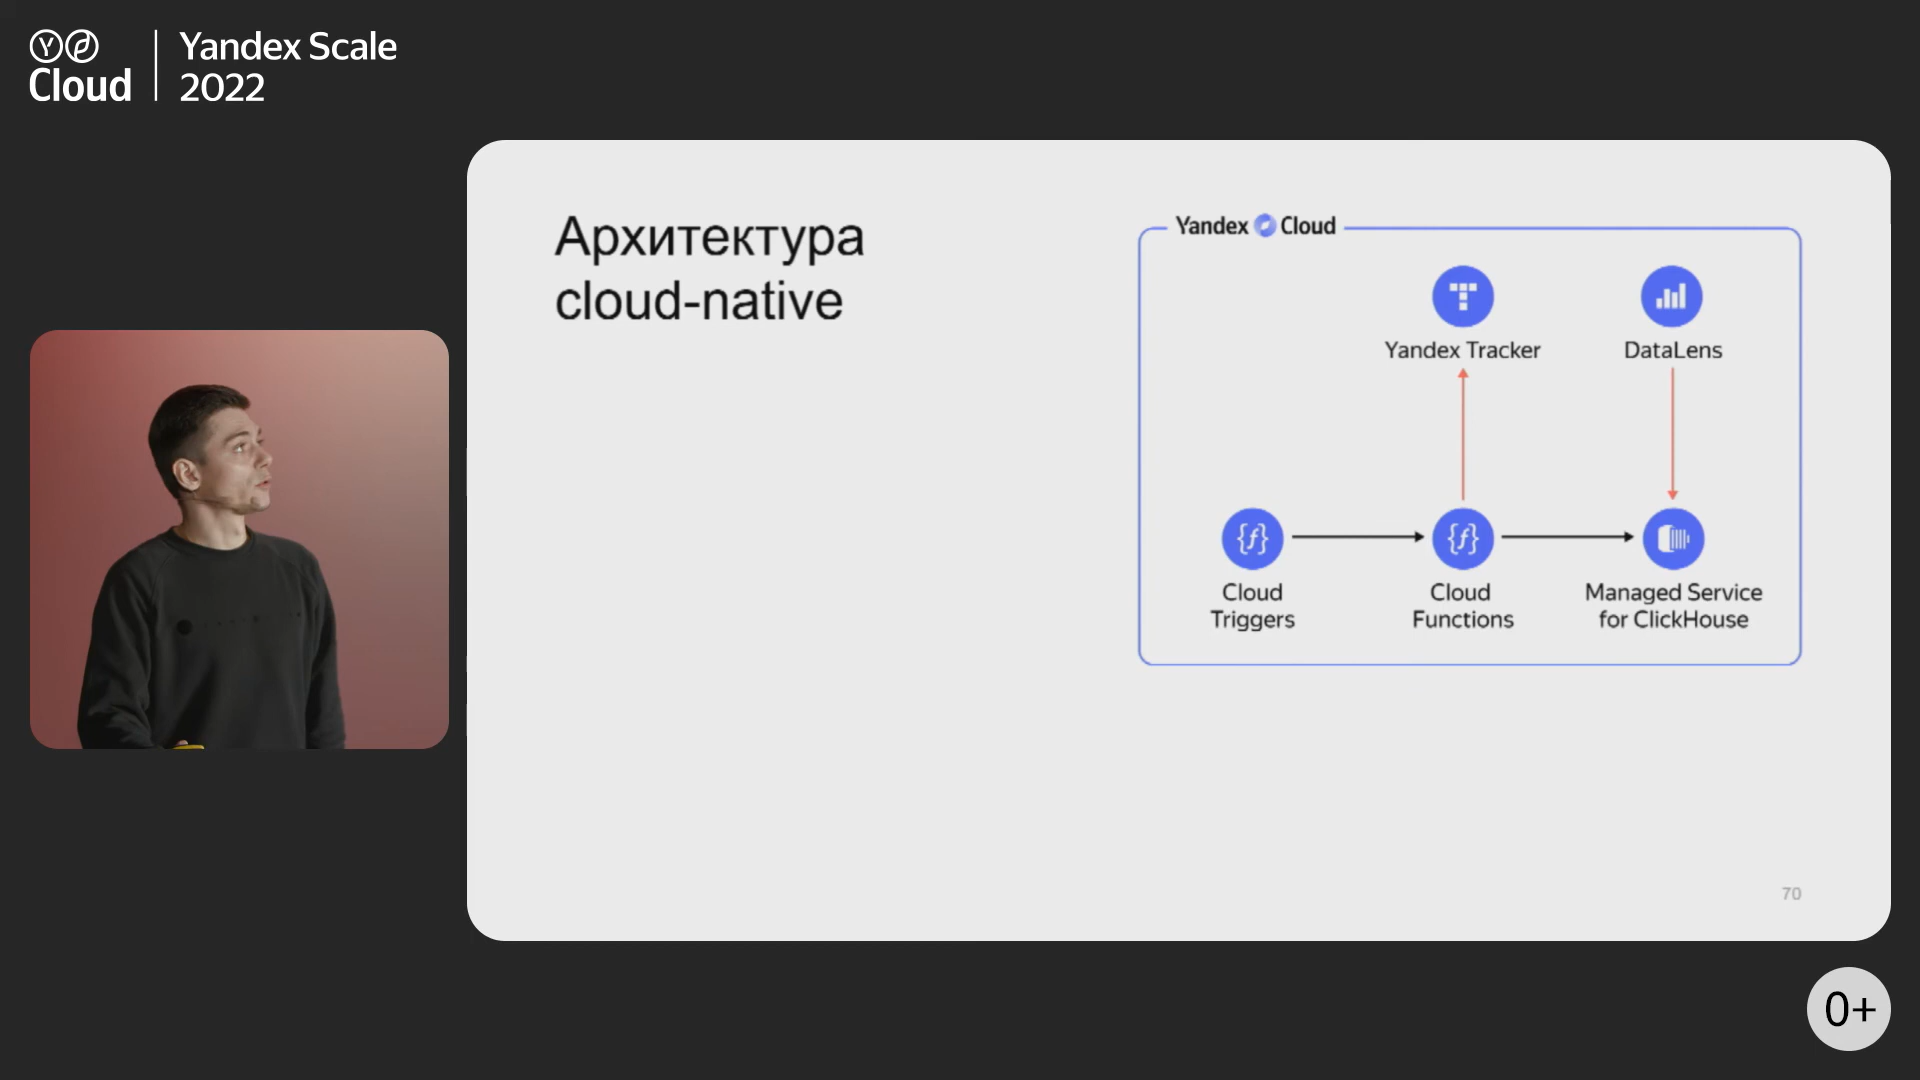 Cloud
Yandex Scale
2022
Архитектура
cloud-native
Yandex Cloud
Yandex Tracker
DataLens
Cloud
Triggers
Cloud
Functions
Managed Service
for ClickHouse
70
0+